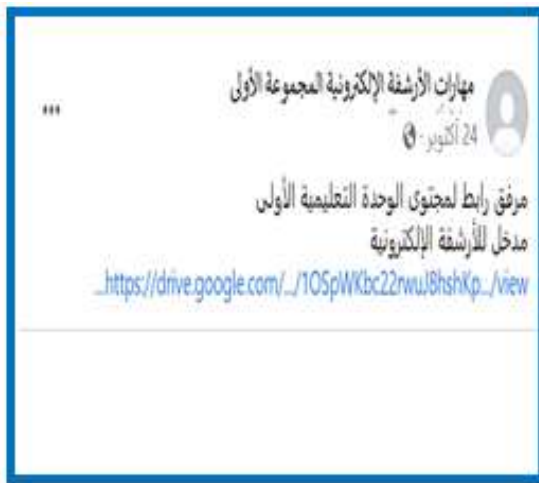 مهارات الأرشفة الإلكترونية المجموعة الأولى
24 أكتوبر ·
مرفق رابط لمحتوى الوحدة التعليمية الأولى
مدخل للأرشفة الإلكترونية
https://drive.google.com/.../1OSpWKbc22rwuJ8hshKp.../view...